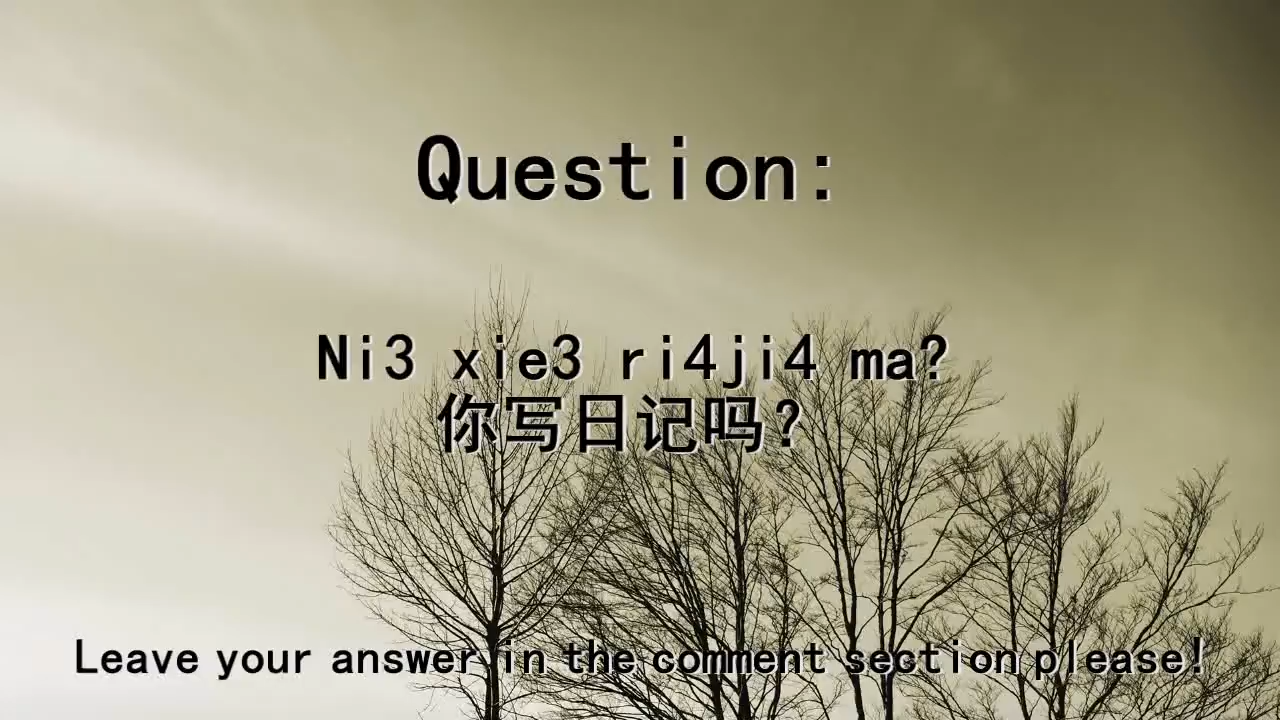 Question:
Ni3 xie3 ri4ji4 ma?
你写日记吗？
Leave your answer in the comment section please!